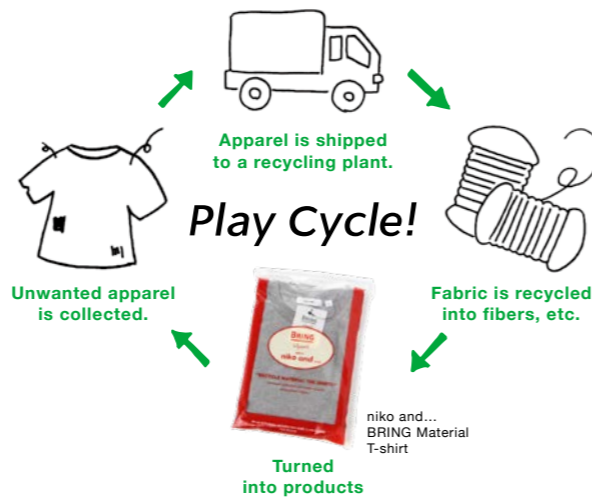 Apparel is shipped
to a recycling plant.
Play Cycle!
Unwanted apparel
is collected.
Fabric is recycled
into fibers, etc.
BRING
niko and...
niko and...
BRING Material
T-shirt
Turned
into products